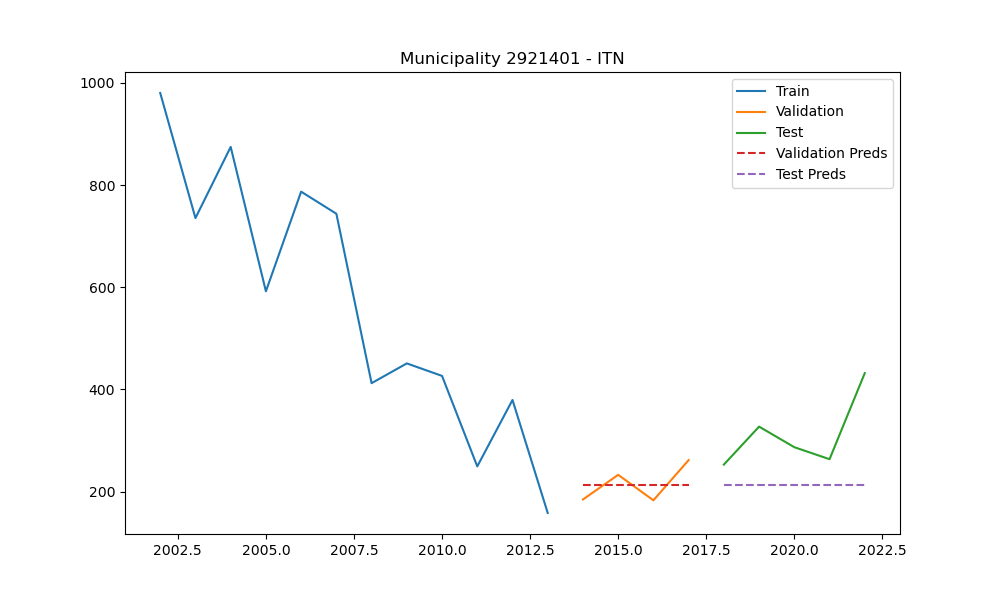 Municipality 2921401 - ITN
1000
800
600
400
200
2002.5 2005.0 2007.5 2010.0 2012.5 2015.0 2017.5 2020.0 2022.5
Train
Validation
Test
Validation Preds
Test Preds